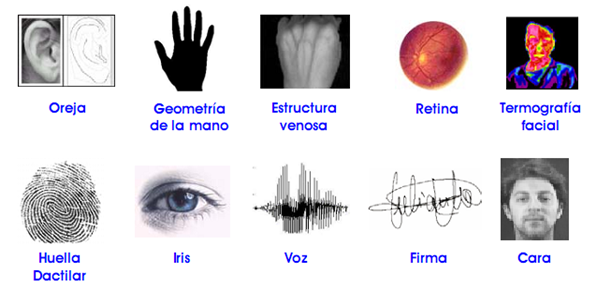 Oreja
Geometría
de la mano
Estructura
venosa
Retina
Termografía
facial
Huella
Dactilar
Iris
Voz
Firma
Cara